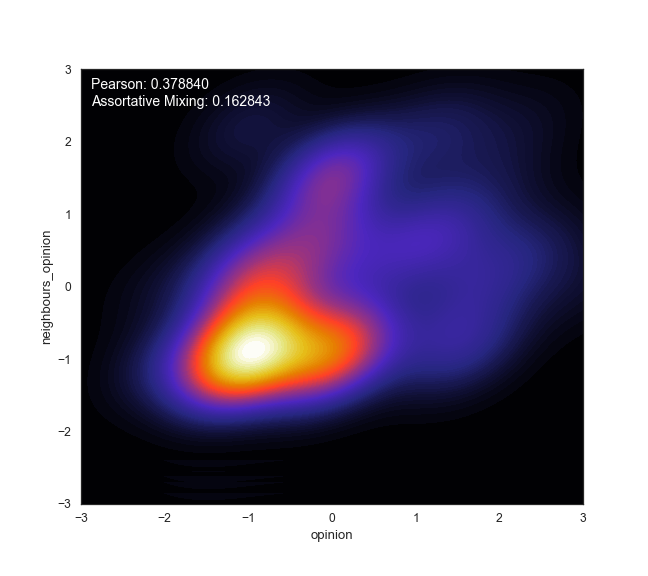 Pearson: 0.378840
Assortative Mixing: 0.162843
3
2
1
0
−1
−2
−3
neighbours_opinion
−3 −2 −1 0 1 2 3
opinion